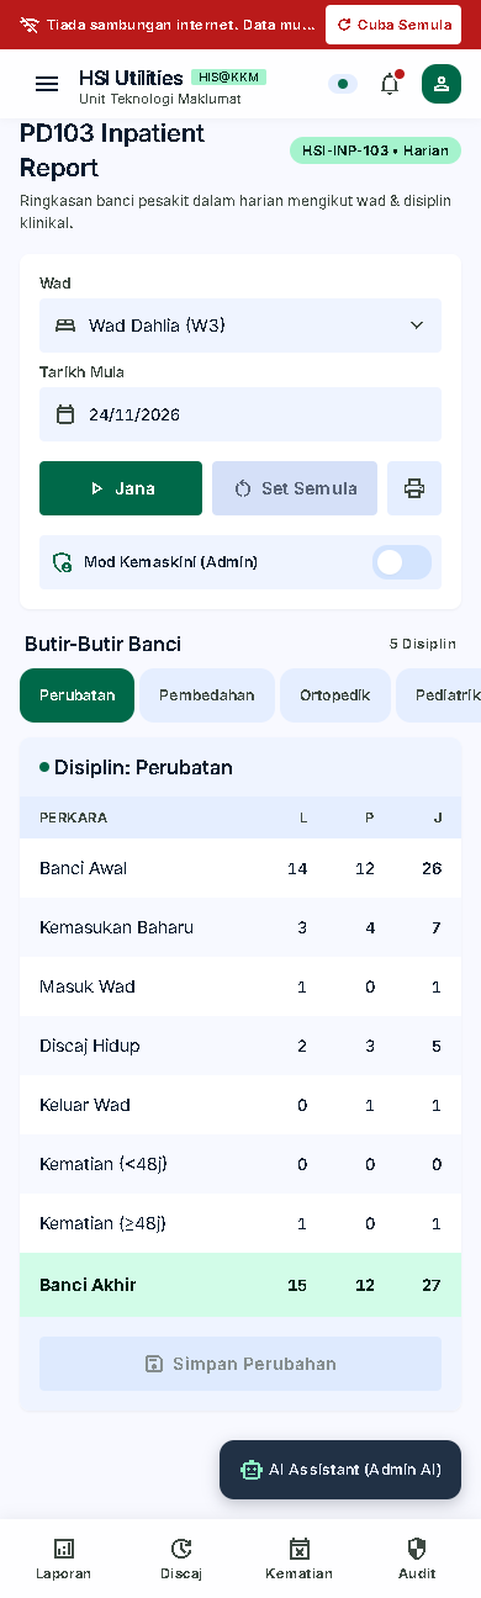 Tiada sambungan internet. Data mu...
Cuba Semula
HSI Utilities
HIS@KKM
Unit Teknologi Maklumat
PD103 Inpatient
Report
HSI-INP-103 • Harian
Ringkasan banci pesakit dalam harian mengikut wad & disiplin
klinikal.
Wad
Wad Dahlia (W3)
Tarikh Mula
24/11/2026
Jana
Set Semula
Mod Kemaskini (Admin)
Butir-Butir Banci
5 Disiplin
Perubatan
Pembedahan
Ortopedik
Pediatrik
Disiplin: Perubatan
PERKARA L P J
Banci Awal 14 12 26
Kemasukan Baharu 3 4 7
Masuk Wad 1 0 1
Discaj Hidup 2 3 5
Keluar Wad 0 1 1
Kematian (<48j) 0 0 0
Kematian (≥48j) 1 0 1
Banci Akhir 15 12 27
Simpan Perubahan
AI Assistant (Admin AI)
Laporan
Discaj
Kematian
Audit